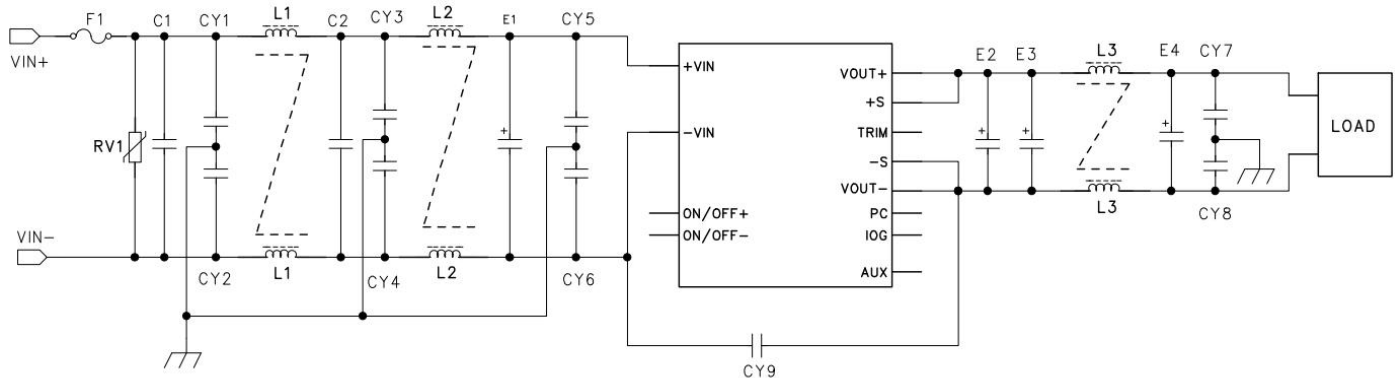 F1 C1 CY1 L1 C2 CY3 L2 E1 CY5
VIN+
RV1
VIN-
CY2 L1 CY4 L2 CY6
+VIN
-VIN
ON/OFF+
ON/OFF-
VOUT+
+S
TRIM
-S
VOUT-
PC
IOG
AUX
CY9
E2 E3 L3 E4 CY7
L3 CY8
LOAD